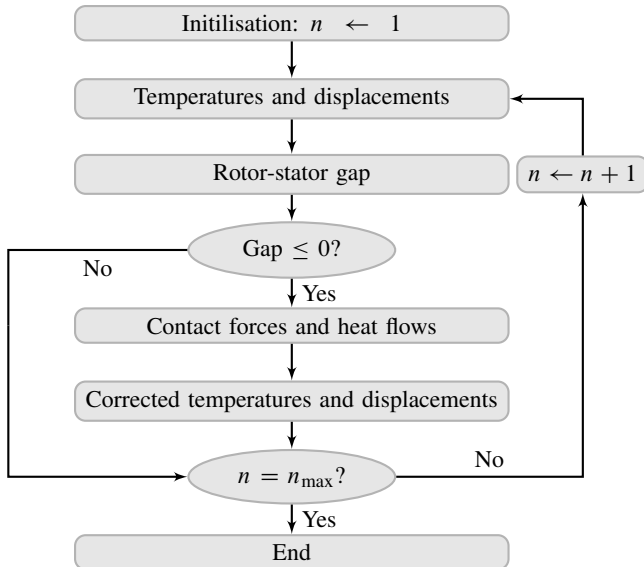 Initilisation: n ← 1
Temperatures and displacements
Rotor-stator gap
n ← n + 1
Gap ≤ 0?
No
Yes
Contact forces and heat flows
Corrected temperatures and displacements
n = nmax?
No
Yes
End